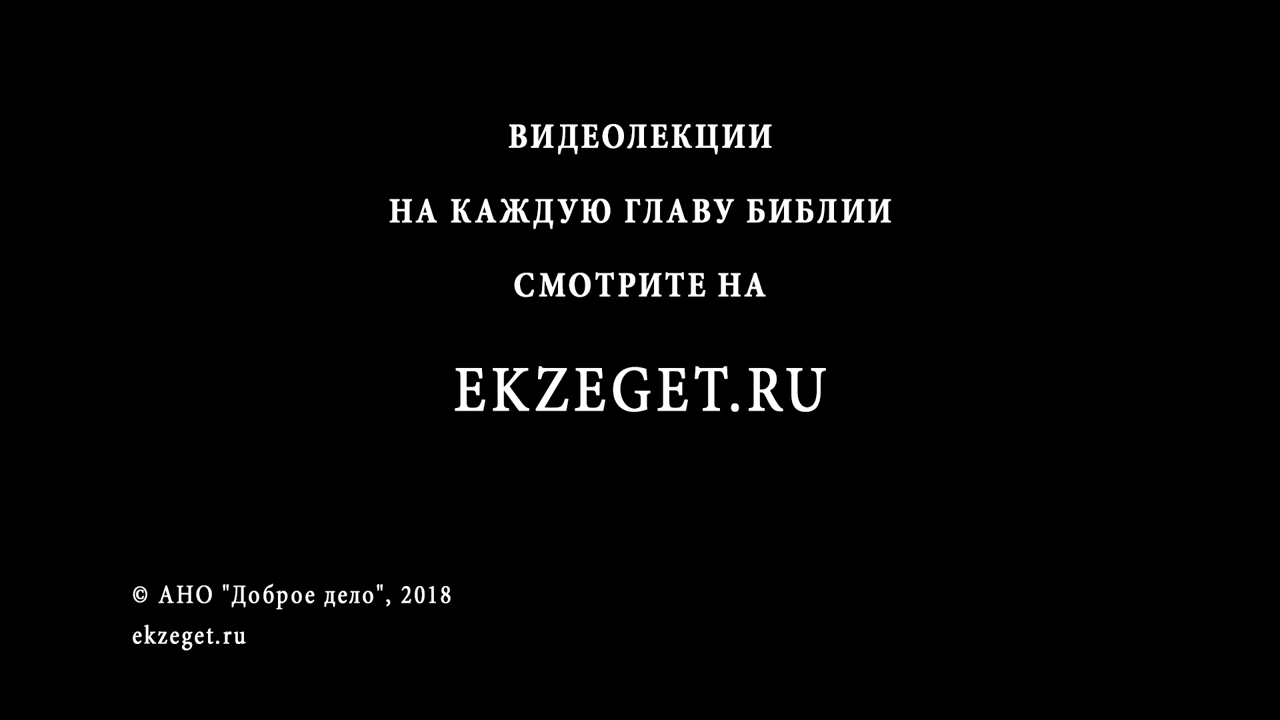 ВИДЕОЛЕКЦИИ
НА КАЖДУЮ ГЛАВУ БИБЛИИ
СМОТРИТЕ НА
EKZEGET.RU
© АНО "Доброе дело", 2018
ekzeget.ru